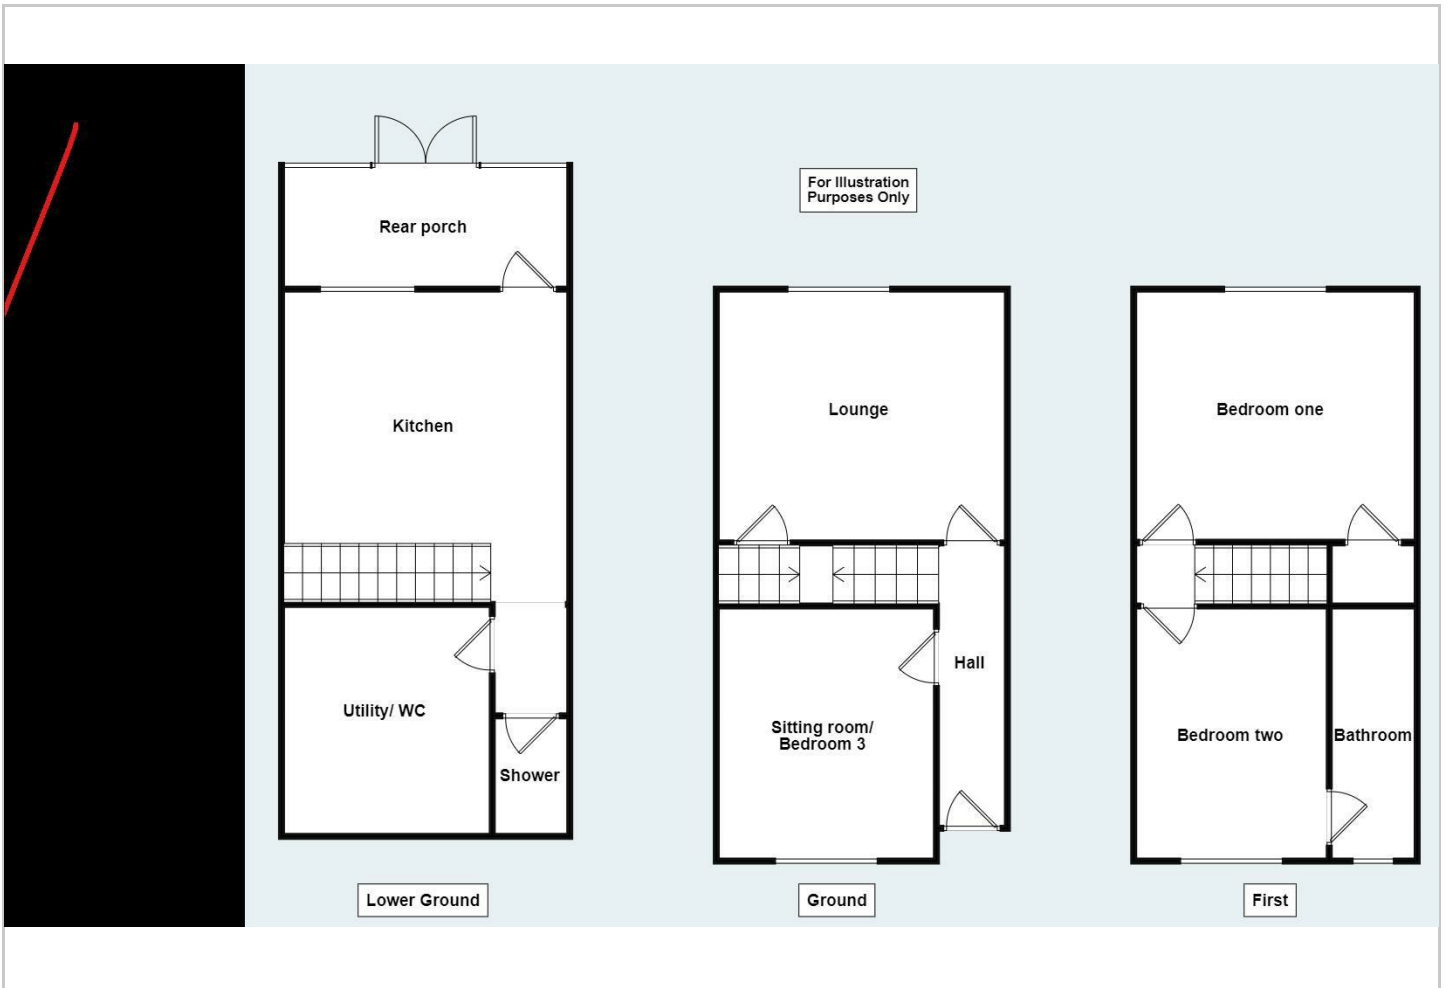 For Illustration
Purposes Only
Rear porch
Kitchen
Utility/ WC
Shower
Lower Ground
Lounge
Hall
Sitting room/
Bedroom 3
Ground
Bedroom one
Bedroom two
Bathroom
First